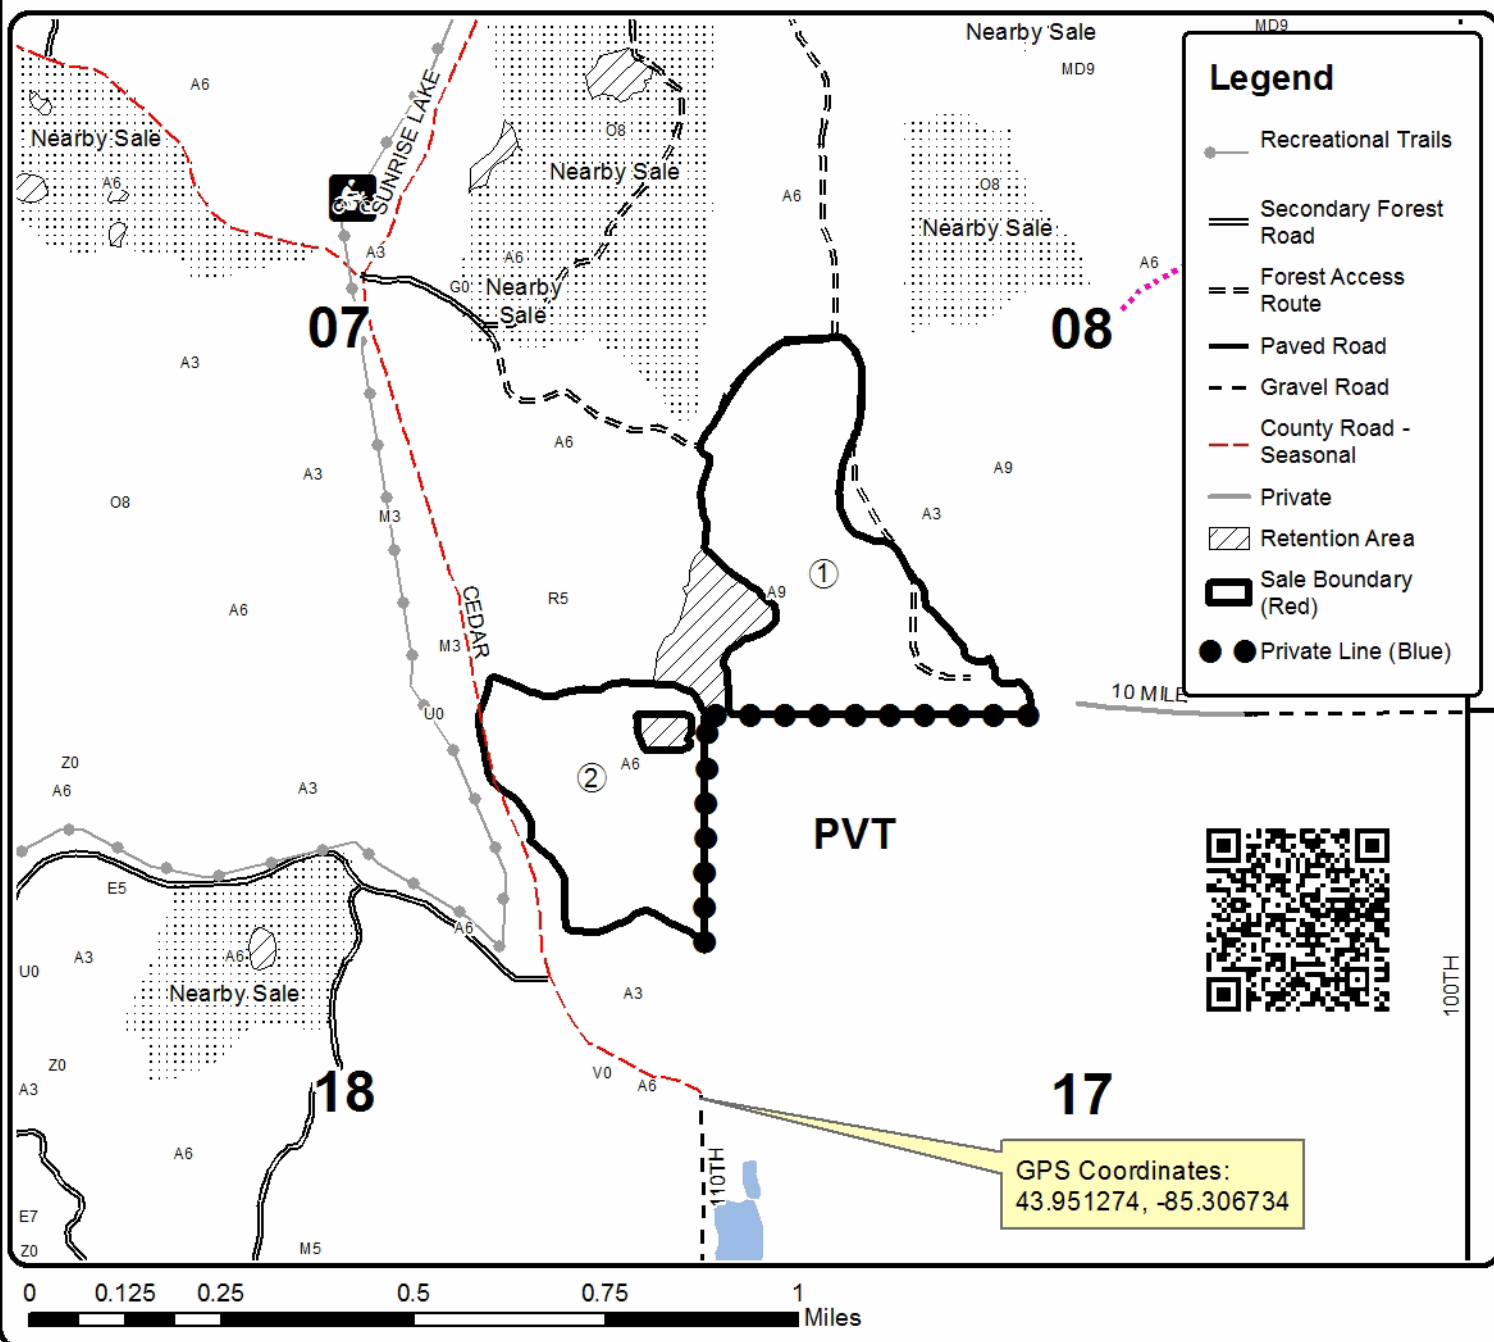 MD9
Nearby Sale
MD9
A6
Legend
Recreational Trails
Secondary Forest
Road
Forest Access
Route
Paved Road
Gravel Road
County Road -
Seasonal
Private
Retention Area
Sale Boundary
(Red)
Private Line (Blue)
SUNRISE LAKE
Nearby Sale
A6
O8
Nearby Sale
A6
O8
Nearby Sale
A3
A6
A6
G0
Nearby
Sale
07
08
A3
A6
A9
A3
O8
M3
A3
1
A9
R5
A6
CEDAR
M3
U0
10 MILE
Z0
A6
A3
2
A6
PVT
E5
A6
A3
U0
A6
Nearby Sale
A3
100TH
Z0
A3
18
V0
A6
17
A6
110TH
GPS Coordinates:
43.951274, -85.306734
E7
Z0
M5
0
0.125
0.25
0.5
0.75
1
Miles